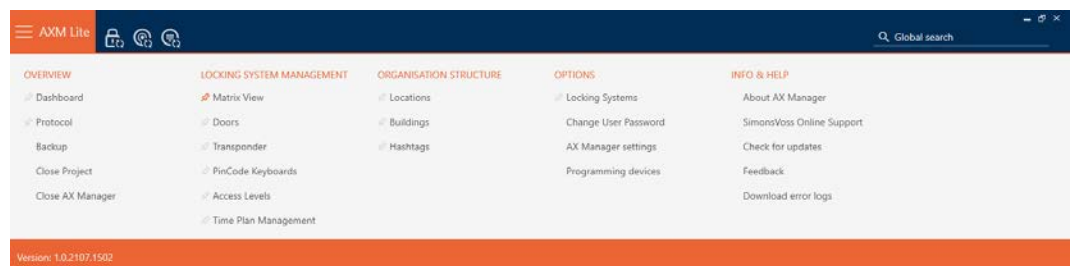 AXM Lite
Global search
OVERVIEW
Dashboard
Protocol
Backup
Close Project
Close AX Manager
LOCKING SYSTEM MANAGEMENT
Matrix View
Doors
Transponder
PinCode Keyboards
Access Levels
Time Plan Management
ORGANISATION STRUCTURE
Locations
Buildings
Hashtags
OPTIONS
Locking Systems
Change User Password
AX Manager settings
Programming devices
INFO & HELP
About AX Manager
SimonsVoss Online Support
Check for updates
Feedback
Download error logs
Version: 1.0.2107.1502